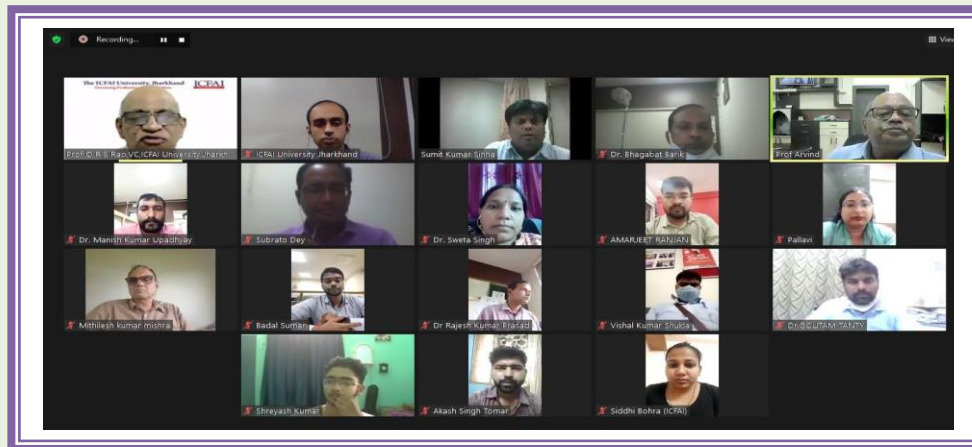 Recording...
View
The ICFAI University, Jharkhand
ICFAI
Prof O R S Rao VC ICFAI University Jharkh
ICFAI University Jharkhand
Sumit Kumar Sinha
Dr. Bhagabat Barik
Prof Arvind
Dr. Manish Kumar Upadhyay
Subrato Dey
Dr. Sweta Singh
AMARJEET RANJAN
Pallavi
Mithilesh kumar mishra
Badal Suman
Dr Rajesh Kumar Prasad
Vishal Kumar Shukla
Dr GOUTAM TANTY
Shreyash Kumar
Akash Singh Tomar
Siddhi Bohra (ICFAI)